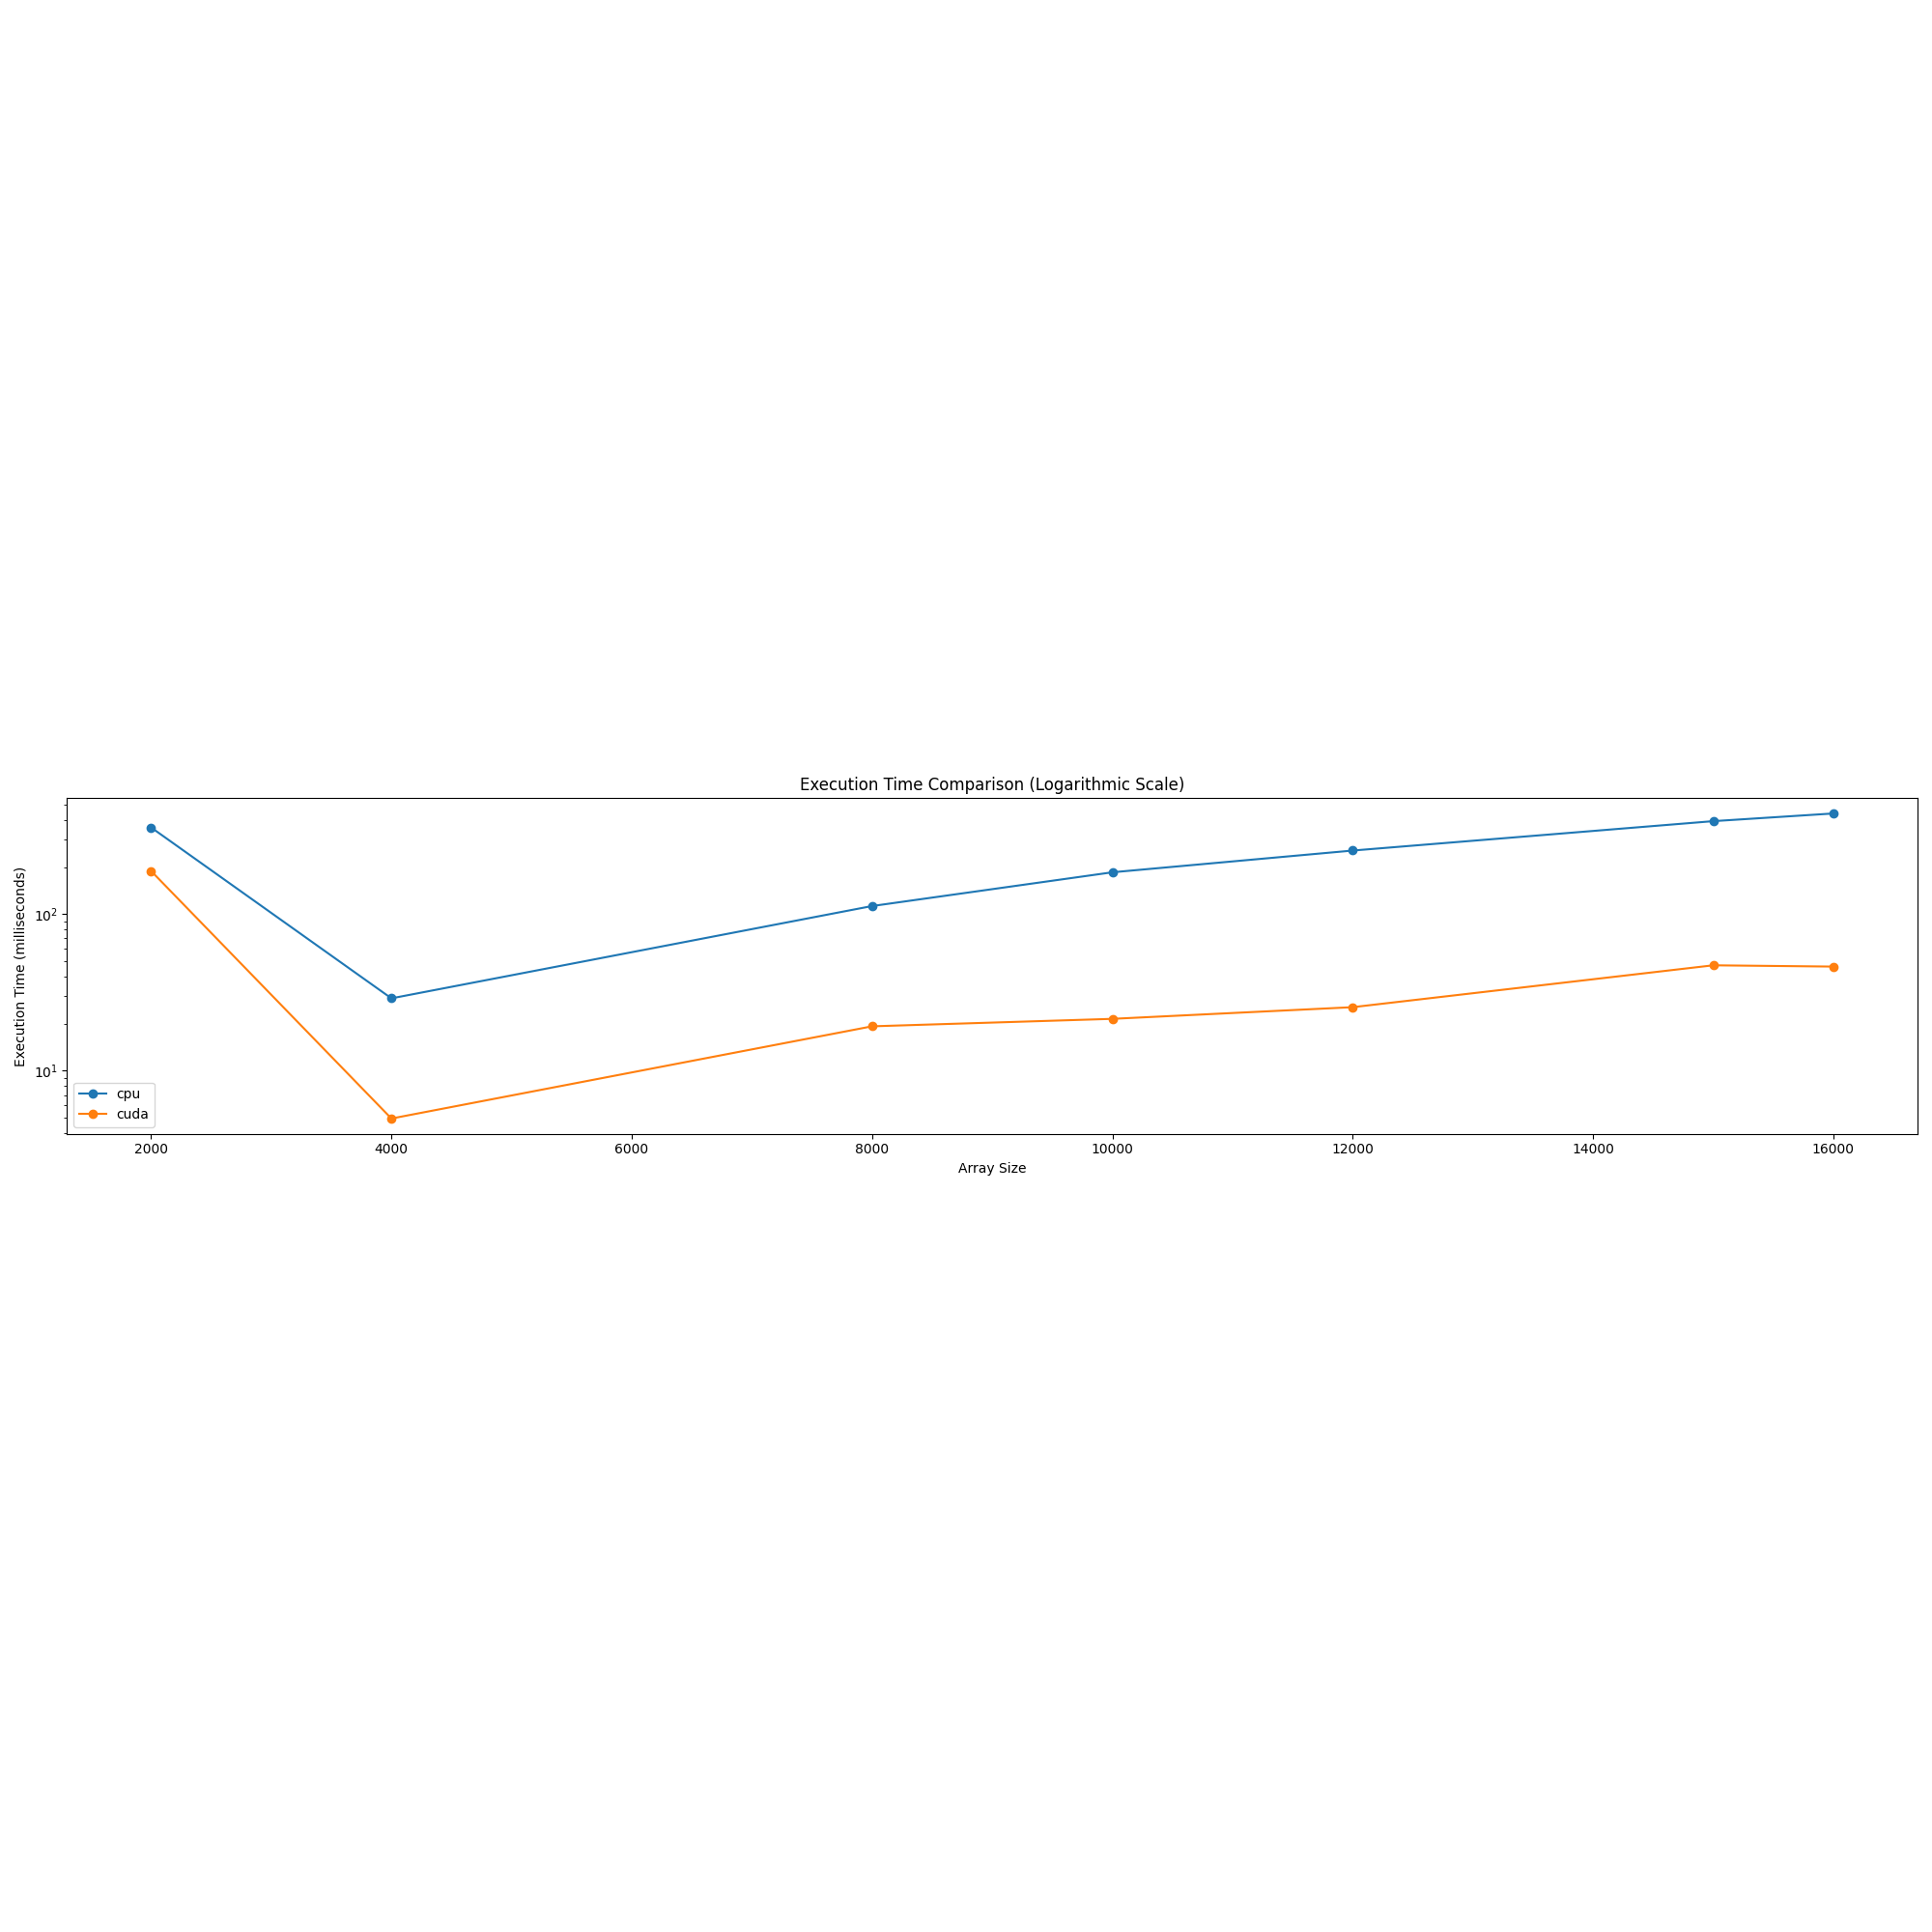 Execution Time Comparison (Logarithmic Scale)
Execution Time (milliseconds)
10²
10¹
cpu
cuda
2000 4000 6000 8000 10000 12000 14000 16000
Array Size